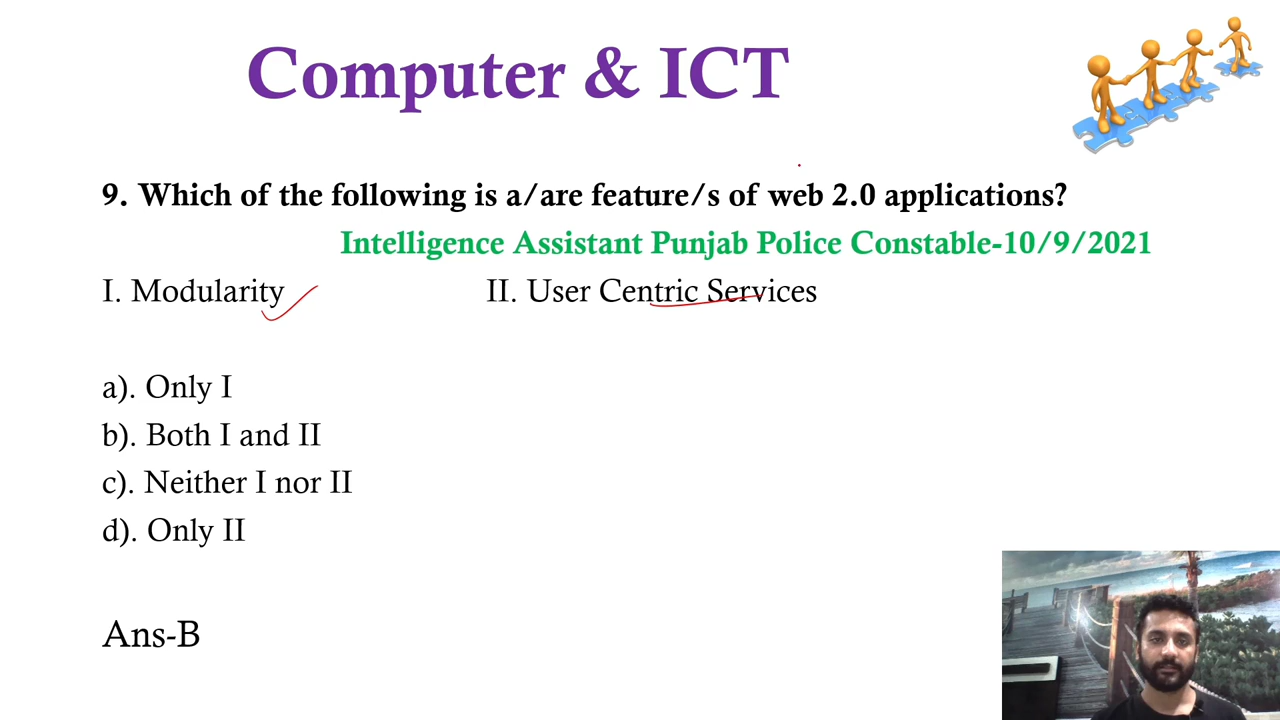 Computer & ICT
9. Which of the following is a/are feature/s of web 2.0 applications?
Intelligence Assistant Punjab Police Constable-10/9/2021
I. Modularity II. User Centric Services
a). Only I
b). Both I and II
c). Neither I nor II
d). Only II
Ans-B